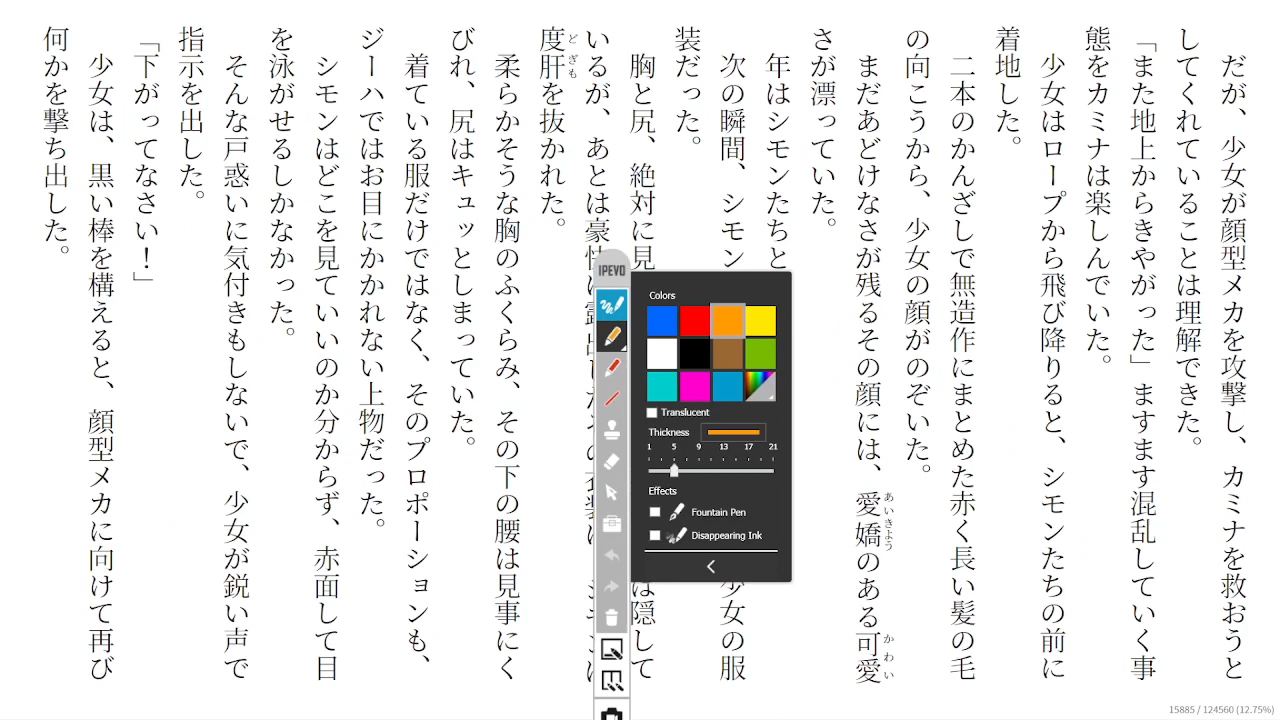 だが、少女が顔型メカを攻撃し、カミナを救おうと
してくれていることは理解できた。
「また地上からきやがった」ますます混乱していく事
態をカミナは楽しんでいた。
少女はロープから飛び降りると、シモンたちの前に
着地した。
二本のかんざしで無造作にまとめた赤く長い髪の毛
の向こうから、少女の顔がのぞいた。
まだあどけなさが残るその顔には、愛嬌のある可愛
あいきょう
かわい
さが漂っていた。
年はシモンたちと
次の瞬間、シモン
少女の服
装だった。
胸と尻、絶対に見
は隠して
いるが、あとは豪
度肝を抜かれた。
どぎも
柔らかそうな胸のふくらみ、その下の腰は見事にく
びれ、尻はキュッとしまっていた。
着ている服だけではなく、そのプロポーションも、
ジーハではお目にかかれない上物だった。
シモンはどこを見ていいのか分からず、赤面して目
を泳がせるしかなかった。
そんな戸惑いに気付きもしないで、少女が鋭い声で
指示を出した。
「下がってなさい！」
少女は、黒い棒を構えると、顔型メカに向けて再び
何かを撃ち出した。
IPEVO
Colors
Translucent
Thickness
1 5 9 13 17 21
Effects
Fountain Pen
Disappearing Ink
15885 / 124560 (12.75%)